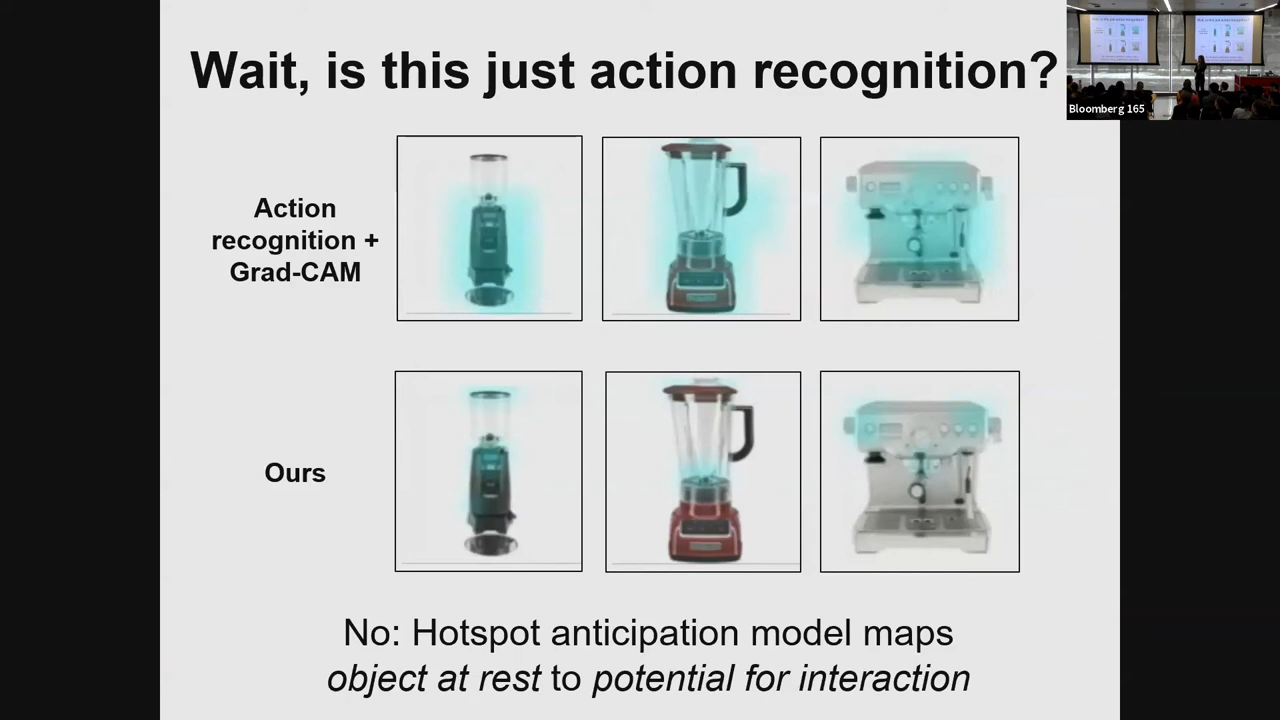 Wait, is this just action recognition?
Bloomberg 165
Action
recognition +
Grad-CAM
Ours
No: Hotspot anticipation model maps
object at rest to potential for interaction